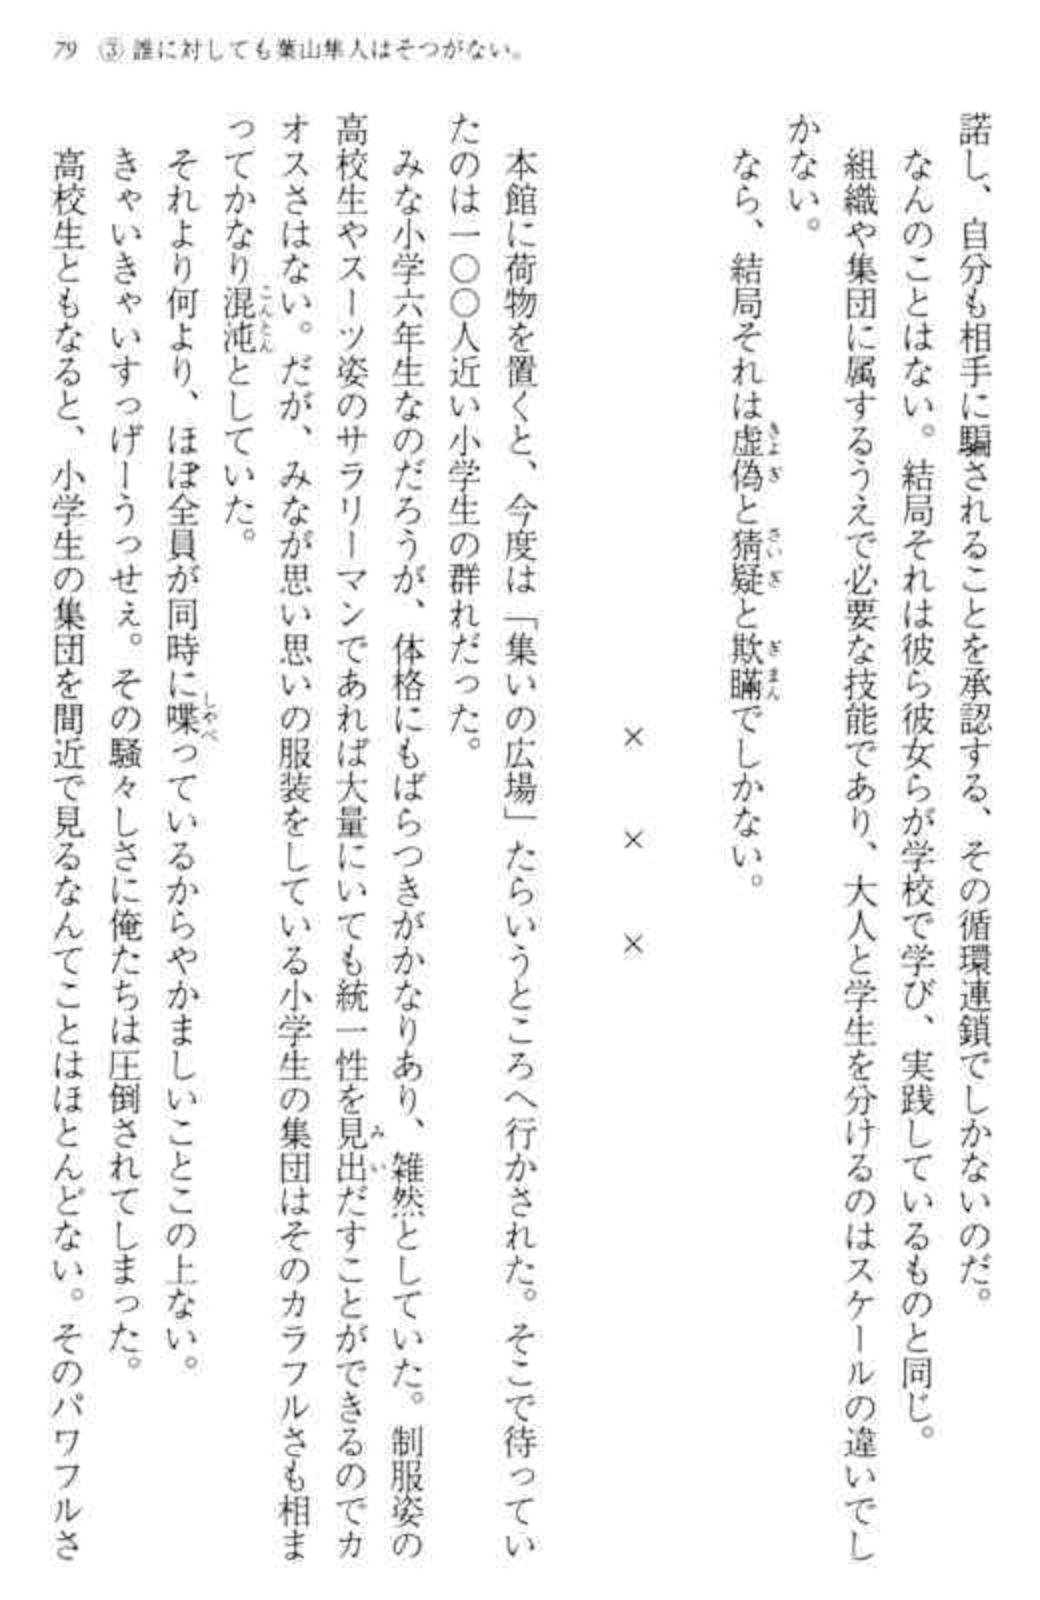 79 ③ 誰に対しても葉山隼人はそつがない。
諾し、自分も相手に騙されることを承認する、その循環連鎖でしかないのだ。
なんのことはない。結局それは彼ら彼女らが学校で学び、実践しているものと同じ。
組織や集団に属するうえで必要な技能であり、大人と学生を分けるのはスケールの違いでし
かない。
なら、結局それは虚偽と猜疑と欺瞞でしかない。
× × ×
本館に荷物を置くと、今度は「集いの広場」たらいうところへ行かされた。そこで待ってい
たのは一〇〇人近い小学生の群れだった。
みな小学六年生なのだろうが、体格にもばらつきがかなりあり、雑然としていた。制服姿の
高校生やスーツ姿のサラリーマンであれば大量にいても統一性を見出だすことができるのでカ
オスさはない。だが、みなが思い思いの服装をしている小学生の集団はそのカラフルさも相ま
ってかなり混沌としていた。
それより何より、ほぼ全員が同時に喋っているからやかましいことこの上ない。
きゃいきゃいすっげーうっせぇ。その騒々しさに俺たちは圧倒されてしまった。
高校生ともなると、小学生の集団を間近で見るなんてことはほとんどない。そのパワフルさ